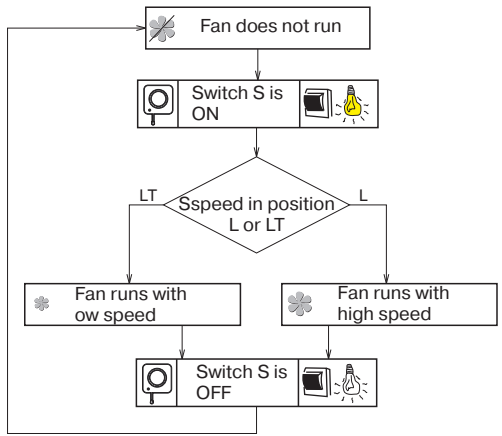 Fan does not run
Switch S is
ON
Sspeed in position
L or LT
LT
L
Fan runs with
ow speed
Fan runs with
high speed
Switch S is
OFF